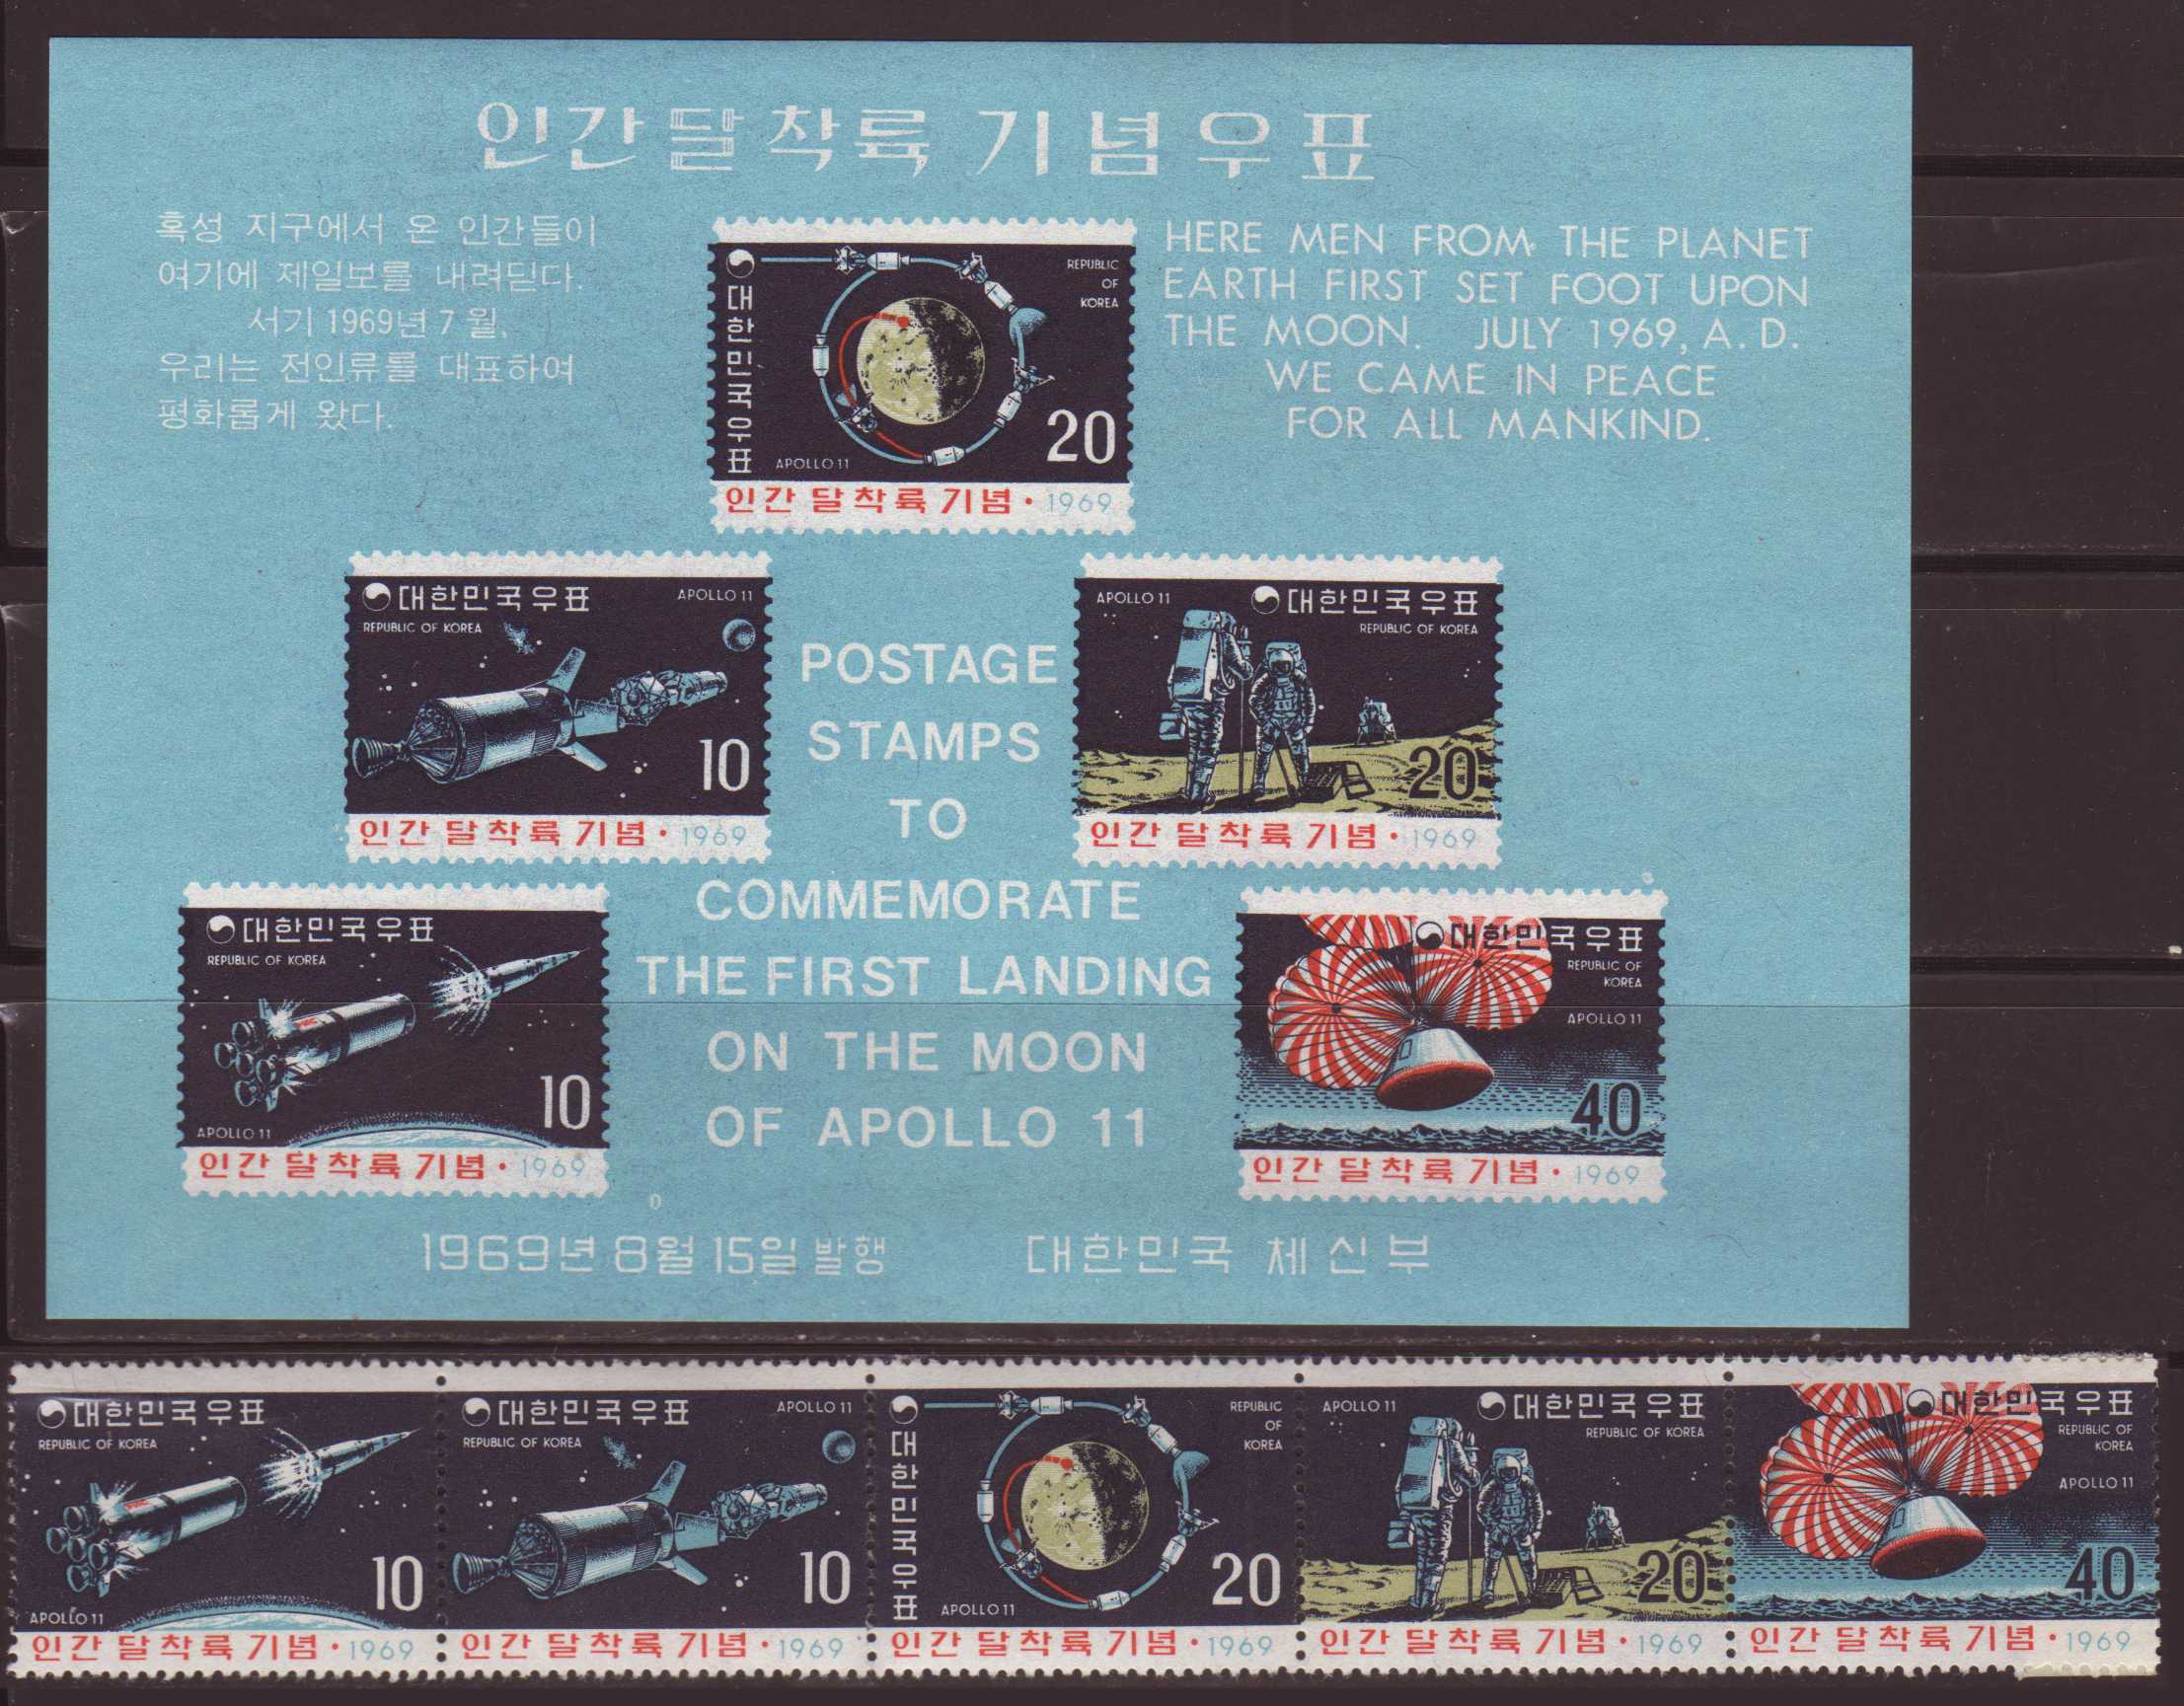 인간달착륙기념우표
혹성 지구에서 온 인간들이
여기에 제일보를 내려딛다.
서기 1969년 7월.
우리는 전인류를 대표하여
평화롭게 왔다.
HERE MEN FROM THE PLANET
EARTH FIRST SET FOOT UPON
THE MOON. JULY 1969, A.D.
WE CAME IN PEACE
FOR ALL MANKIND.
대한민국우표
REPUBLIC
OF
KOREA
APOLLO 11
20
인간 달착륙 기념 · 1969
대한민국우표
REPUBLIC OF KOREA
APOLLO 11
10
인간 달착륙 기념 · 1969
APOLLO 11
대한민국우표
REPUBLIC OF KOREA
20
인간 달착륙 기념 · 1969
POSTAGE
STAMPS
TO
COMMEMORATE
THE FIRST LANDING
ON THE MOON
OF APOLLO 11
대한민국우표
REPUBLIC OF KOREA
10
APOLLO 11
인간 달착륙 기념 · 1969
대한민국우표
REPUBLIC OF
KOREA
APOLLO 11
40
인간 달착륙 기념 · 1969
1969년 8월 15일 발행 대한민국 체신부
대한민국우표
REPUBLIC OF KOREA
10
APOLLO 11
인간 달착륙 기념 · 1969
대한민국우표
APOLLO 11
REPUBLIC OF KOREA
10
인간 달착륙 기념 · 1969
대한민국우표
REPUBLIC
OF
KOREA
20
APOLLO 11
인간 달착륙 기념 · 1969
APOLLO 11
대한민국우표
REPUBLIC OF KOREA
20
인간 달착륙 기념 · 1969
대한민국우표
REPUBLIC OF
KOREA
APOLLO 11
40
인간 달착륙 기념 · 1969